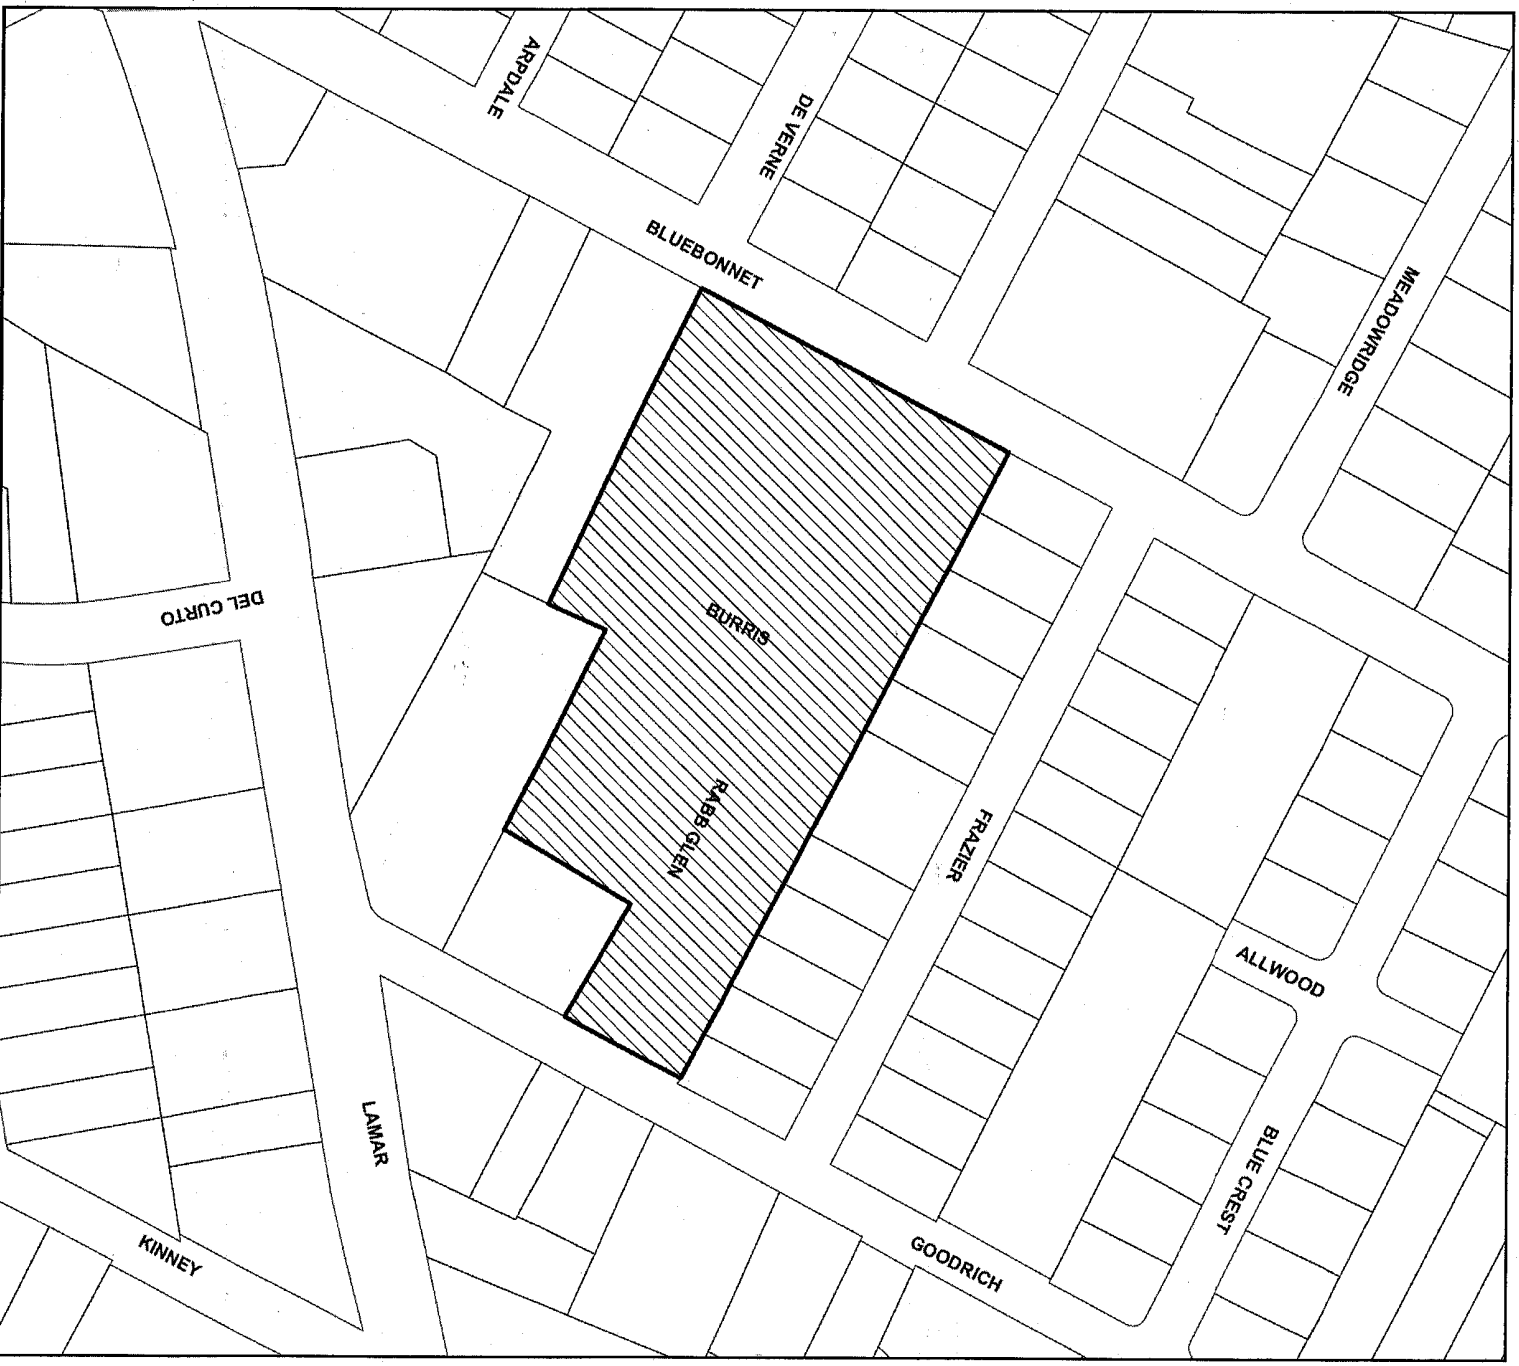 ARPDALE
DE VERNE
BLUEBONNET
MEADOWRIDGE
DEL CURTO
BURRIS
RABB GLEN
FRAZIER
ALLWOOD
LAMAR
BLUE CREST
KINNEY
GOODRICH